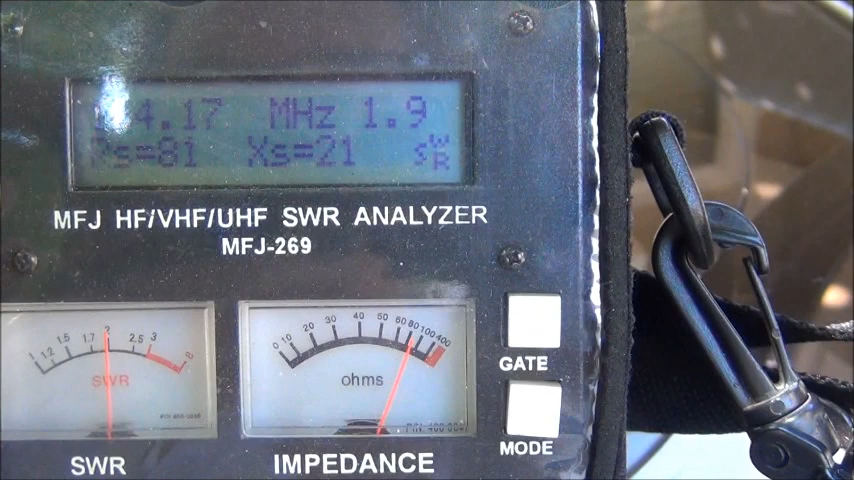 4.17 MHz 1.9
Rs=81 Xs=21 SWR
MFJ HF/VHF/UHF SWR ANALYZER
MFJ-269
1 1.2 1.5 1.7 2 2.5 3
SWR
SWR
0 10 20 30 40 50 60 80 100 400
ohms
IMPEDANCE
GATE
MODE